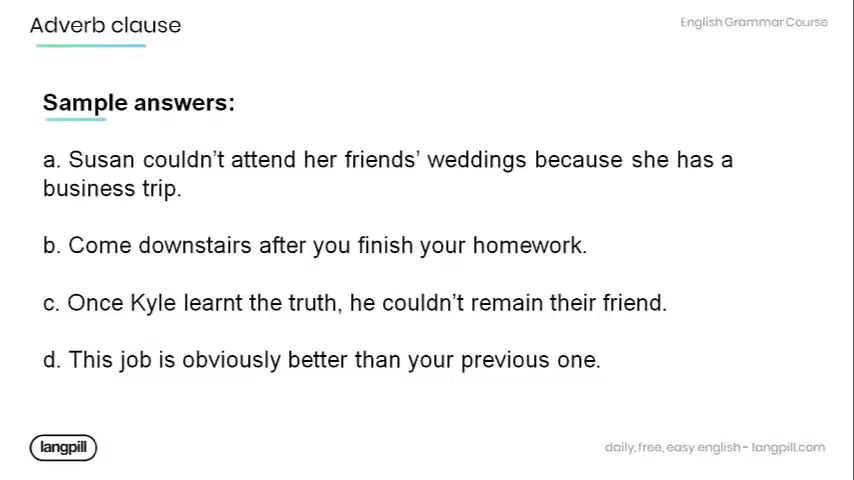 Adverb clause
English Grammar Course
Sample answers:
a. Susan couldn’t attend her friends’ weddings because she has a
business trip.
b. Come downstairs after you finish your homework.
c. Once Kyle learnt the truth, he couldn’t remain their friend.
d. This job is obviously better than your previous one.
langpill
daily, free, easy english - langpill.com